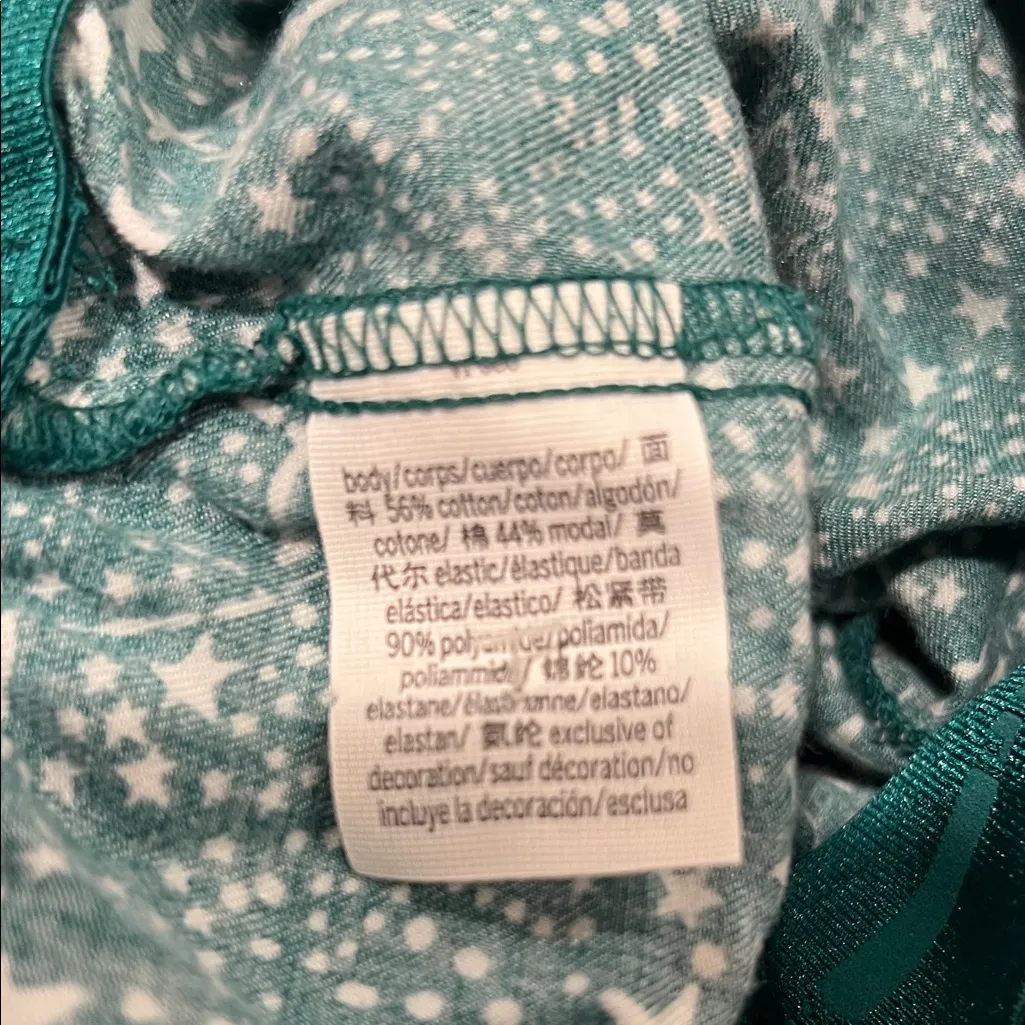 body/corps/cuerpo/corpo/ 面
料 56% cotton/coton/algodón/
cotone/ 棉 44% modal/ 莫
代尔 elastic/élastique/banda
elástica/elastico/ 松紧带
90% /poliamida/
poliammide/ 锦纶 10%
elastane/élasthanne/elastano/
elastan/ 氨纶 exclusive of
decoration/sauf décoration/no
incluye la decoración/esclusa